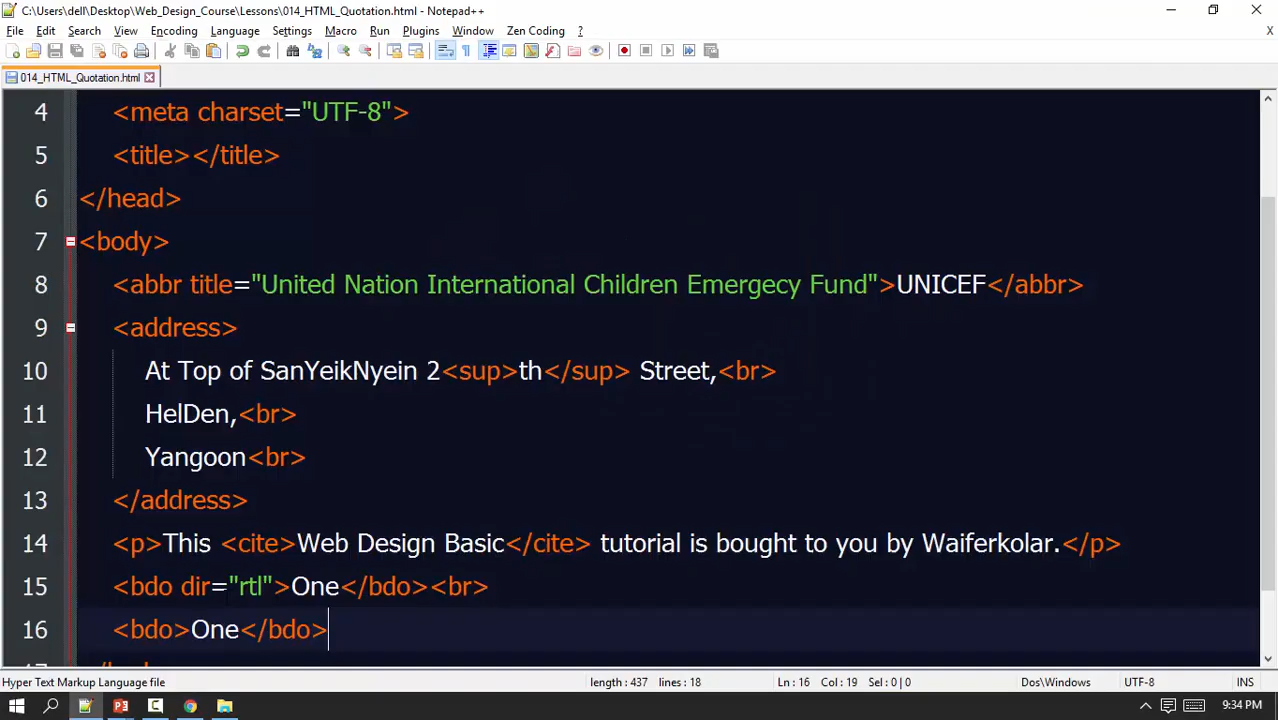 C:\Users\dell\Desktop\Web_Design_Course\Lessons\014_HTML_Quotation.html - Notepad++
File Edit Search View Encoding Language Settings Macro Run Plugins Window Zen Coding ? X
014_HTML_Quotation.html
4 <meta charset="UTF-8">
5 <title></title>
6 </head>
7 <body>
8 <abbr title="United Nation International Children Emergecy Fund">UNICEF</abbr>
9 <address>
10 At Top of SanYeikNyein 2<sup>th</sup> Street,<br>
11 HelDen,<br>
12 Yangoon<br>
13 </address>
14 <p>This <cite>Web Design Basic</cite> tutorial is bought to you by Waiferkolar.</p>
15 <bdo dir="rtl">One</bdo><br>
16 <bdo>One</bdo>
Hyper Text Markup Language file length : 437 lines : 18 Ln : 16 Col : 19 Sel : 0 | 0 Dos\Windows UTF-8 INS
9:34 PM